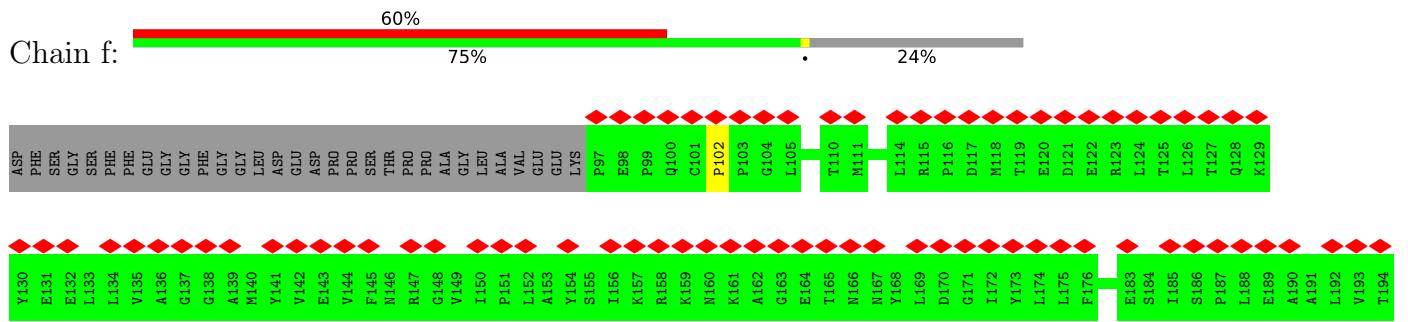 60%
Chain f:
75% • 24%
ASP PHE SER GLY SER PHE PHE GLU GLY GLY PHE GLY GLY LEU ASP GLU ASP PRO PRO SER THR PRO PRO ALA GLY LEU ALA VAL GLU GLU LYS P97 E98 P99 Q100 C101 P102 P103 G104 L105 T110 M111 L114 R115 P116 D117 M118 T119 E120 D121 E122 R123 L124 T125 L126 T127 Q128 K129
Y130 E131 E132 L133 L134 V135 A136 G137 G138 A139 M140 Y141 V142 E143 V144 F145 N146 R147 G148 V149 I150 P151 L152 A153 Y154 S155 I156 K157 R158 K159 N160 K161 A162 G163 E164 T165 N166 N167 Y168 L169 D170 G171 I172 Y173 L174 L175 F176 E183 S184 I185 S186 P187 L188 E189 A190 A191 L192 V193 T194